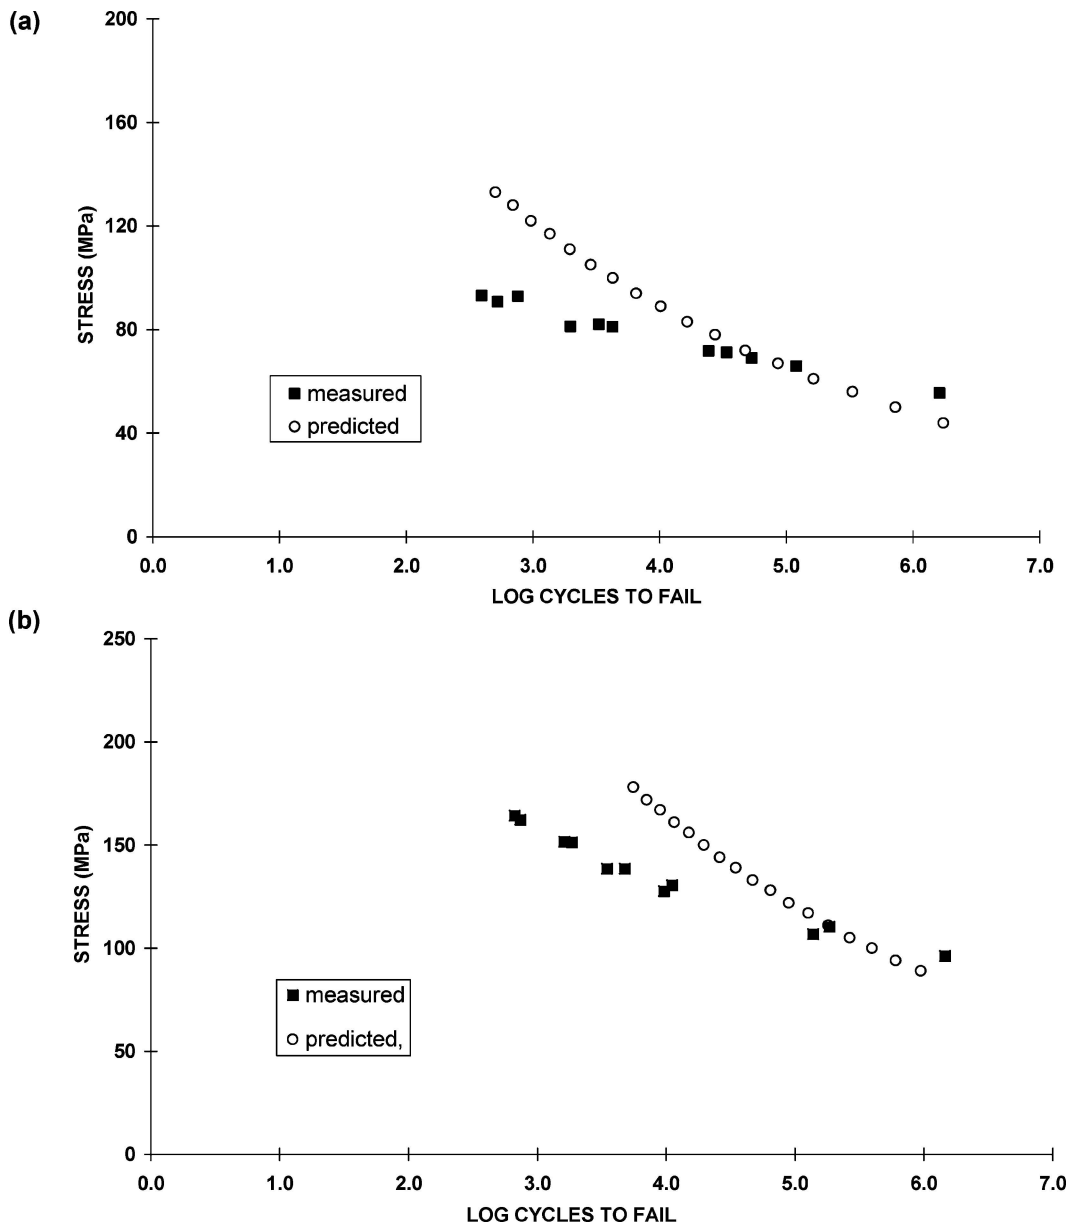 (a)
200
160
120
80
40
0
STRESS (MPa)
measured
predicted
0.0 1.0 2.0 3.0 4.0 5.0 6.0 7.0
LOG CYCLES TO FAIL
(b)
250
200
150
100
50
0
STRESS (MPa)
measured
predicted,
0.0 1.0 2.0 3.0 4.0 5.0 6.0 7.0
LOG CYCLES TO FAIL